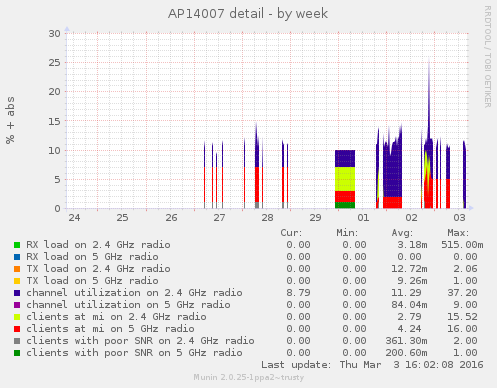 AP14007 detail - by week
RRDTOOL / TOBI OETIKER
% + abs
30
25
20
15
10
5
0
24 25 26 27 28 29 01 02 03
Cur: Min: Avg: Max:
RX load on 2.4 GHz radio 0.00 0.00 3.18m 515.00m
RX load on 5 GHz radio 0.00 0.00 0.00 0.00
TX load on 2.4 GHz radio 0.00 0.00 12.72m 2.06
TX load on 5 GHz radio 0.00 0.00 9.26m 1.00
channel utilization on 2.4 GHz radio 8.79 0.00 11.29 37.20
channel utilization on 5 GHz radio 0.00 0.00 84.04m 9.00
clients at mi on 2.4 GHz radio 0.00 0.00 2.79 15.52
clients at mi on 5 GHz radio 0.00 0.00 4.24 16.00
clients with poor SNR on 2.4 GHz radio 0.00 0.00 361.30m 2.00
clients with poor SNR on 5 GHz radio 0.00 0.00 200.60m 1.00
Last update: Thu Mar 3 16:02:08 2016
Munin 2.0.25-1ppa2~trusty